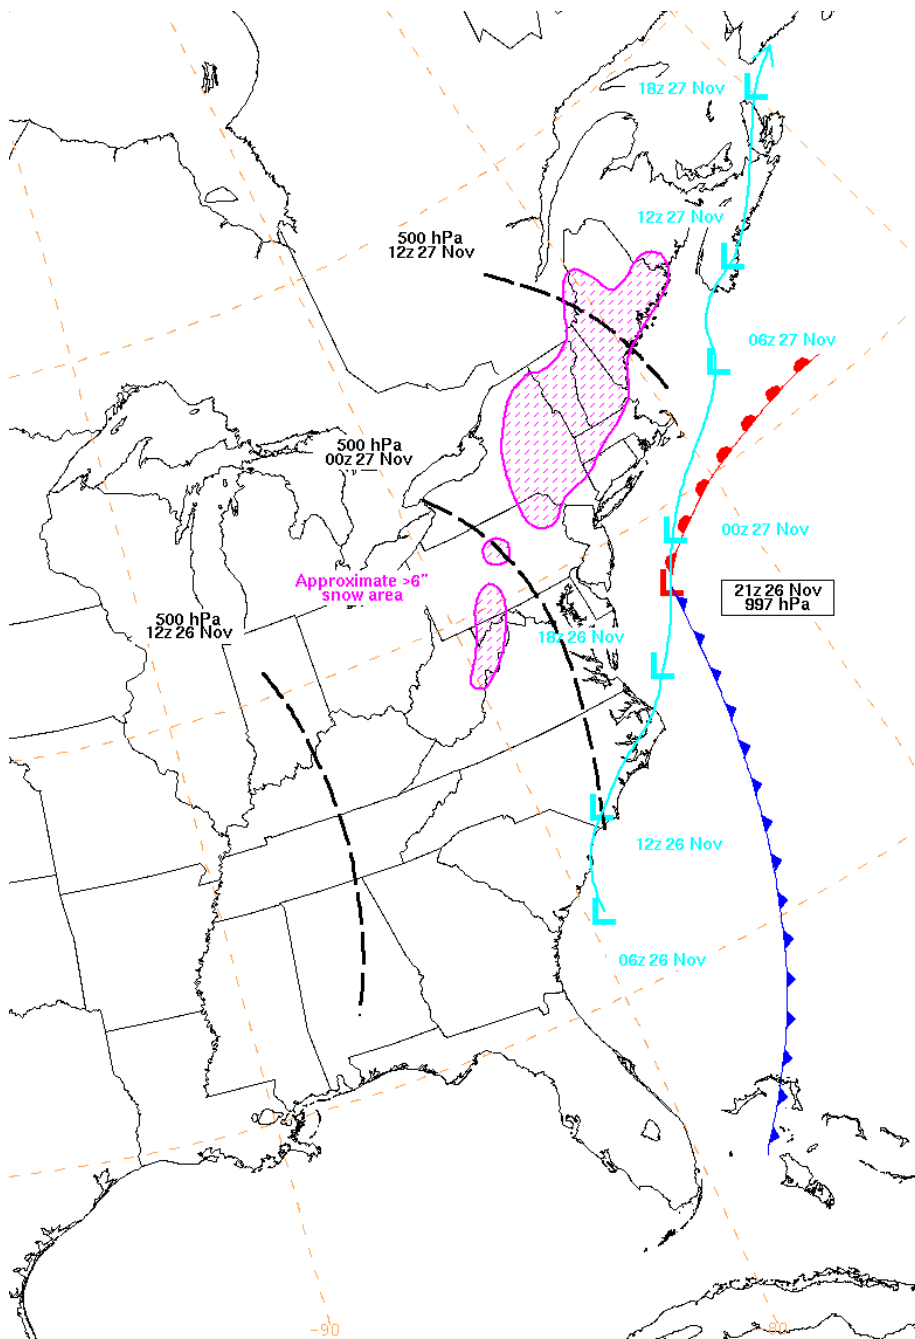 18z 27 Nov
12z 27 Nov
500 hPa
12z 27 Nov
06z 27 Nov
500 hPa
00z 27 Nov
00z 27 Nov
Approximate >6"
snow area
21z 26 Nov
997 hPa
500 hPa
12z 26 Nov
18z 26 Nov
12z 26 Nov
06z 26 Nov
L
L
L
L
L
L
L
L
-90
-80